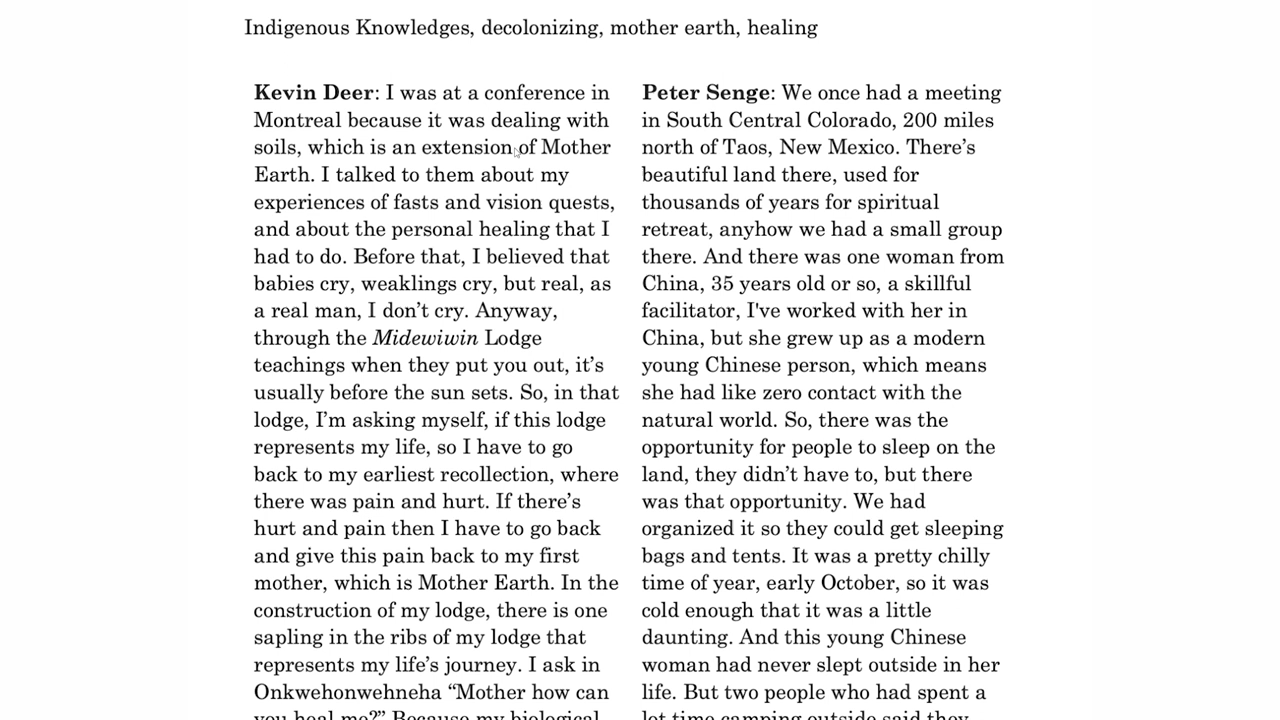 Indigenous Knowledges, decolonizing, mother earth, healing
Kevin Deer: I was at a conference in
Montreal because it was dealing with
soils, which is an extension of Mother
Earth. I talked to them about my
experiences of fasts and vision quests,
and about the personal healing that I
had to do. Before that, I believed that
babies cry, weaklings cry, but real, as
a real man, I don’t cry. Anyway,
through the Midewiwin Lodge
teachings when they put you out, it’s
usually before the sun sets. So, in that
lodge, I’m asking myself, if this lodge
represents my life, so I have to go
back to my earliest recollection, where
there was pain and hurt. If there’s
hurt and pain then I have to go back
and give this pain back to my first
mother, which is Mother Earth. In the
construction of my lodge, there is one
sapling in the ribs of my lodge that
represents my life’s journey. I ask in
Onkwehonwehneha “Mother how can
you heal me?” Because my biological
Peter Senge: We once had a meeting
in South Central Colorado, 200 miles
north of Taos, New Mexico. There’s
beautiful land there, used for
thousands of years for spiritual
retreat, anyhow we had a small group
there. And there was one woman from
China, 35 years old or so, a skillful
facilitator, I've worked with her in
China, but she grew up as a modern
young Chinese person, which means
she had like zero contact with the
natural world. So, there was the
opportunity for people to sleep on the
land, they didn’t have to, but there
was that opportunity. We had
organized it so they could get sleeping
bags and tents. It was a pretty chilly
time of year, early October, so it was
cold enough that it was a little
daunting. And this young Chinese
woman had never slept outside in her
life. But two people who had spent a
lot time camping outside said they